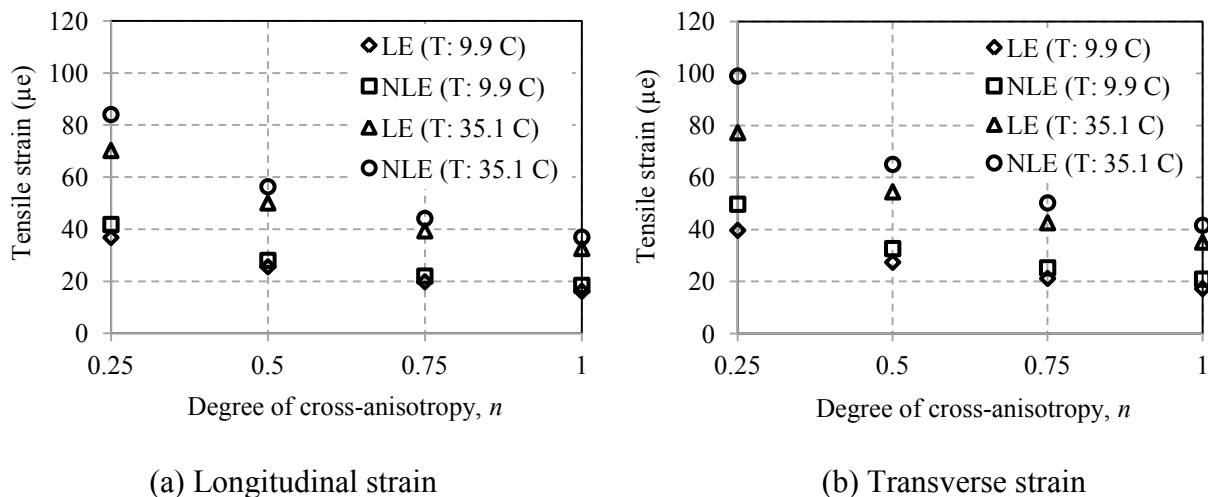 120
100
80
60
40
20
0
Tensile strain (µe)
LE (T: 9.9 C)
NLE (T: 9.9 C)
LE (T: 35.1 C)
NLE (T: 35.1 C)
0.25 0.5 0.75 1
Degree of cross-anisotropy, n
(a) Longitudinal strain
120
100
80
60
40
20
0
Tensile strain (µe)
LE (T: 9.9 C)
NLE (T: 9.9 C)
LE (T: 35.1 C)
NLE (T: 35.1 C)
0.25 0.5 0.75 1
Degree of cross-anisotropy, n
(b) Transverse strain